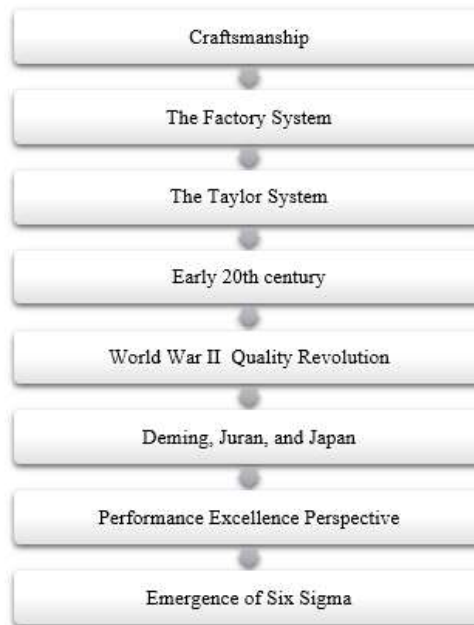 Craftsmanship
The Factory System
The Taylor System
Early 20th century
World War II  Quality Revolution
Deming, Juran, and Japan
Performance Excellence Perspective
Emergence of Six Sigma